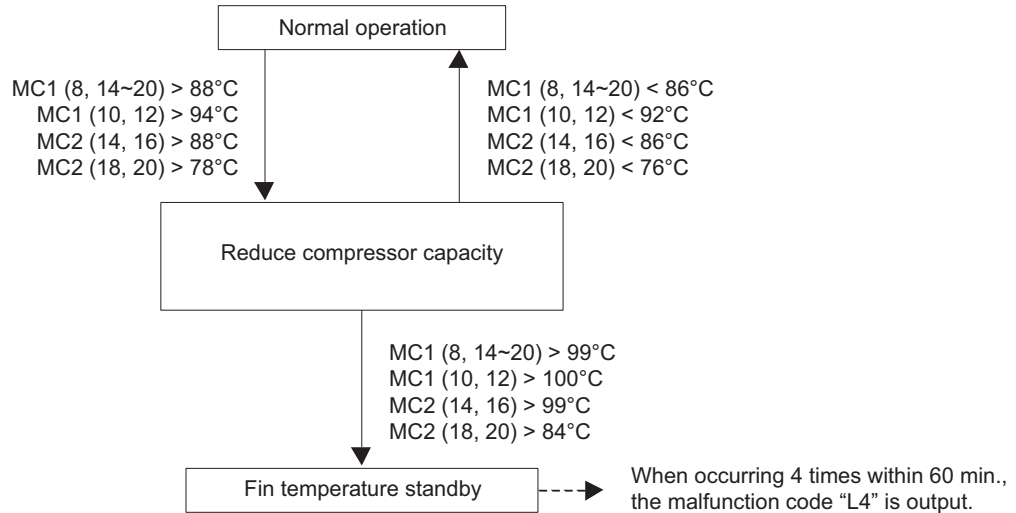 Normal operation
MC1 (8, 14~20) > 88°C
MC1 (10, 12) > 94°C
MC2 (14, 16) > 88°C
MC2 (18, 20) > 78°C
MC1 (8, 14~20) < 86°C
MC1 (10, 12) < 92°C
MC2 (14, 16) < 86°C
MC2 (18, 20) < 76°C
Reduce compressor capacity
MC1 (8, 14~20) > 99°C
MC1 (10, 12) > 100°C
MC2 (14, 16) > 99°C
MC2 (18, 20) > 84°C
Fin temperature standby
When occurring 4 times within 60 min.,
the malfunction code “L4” is output.